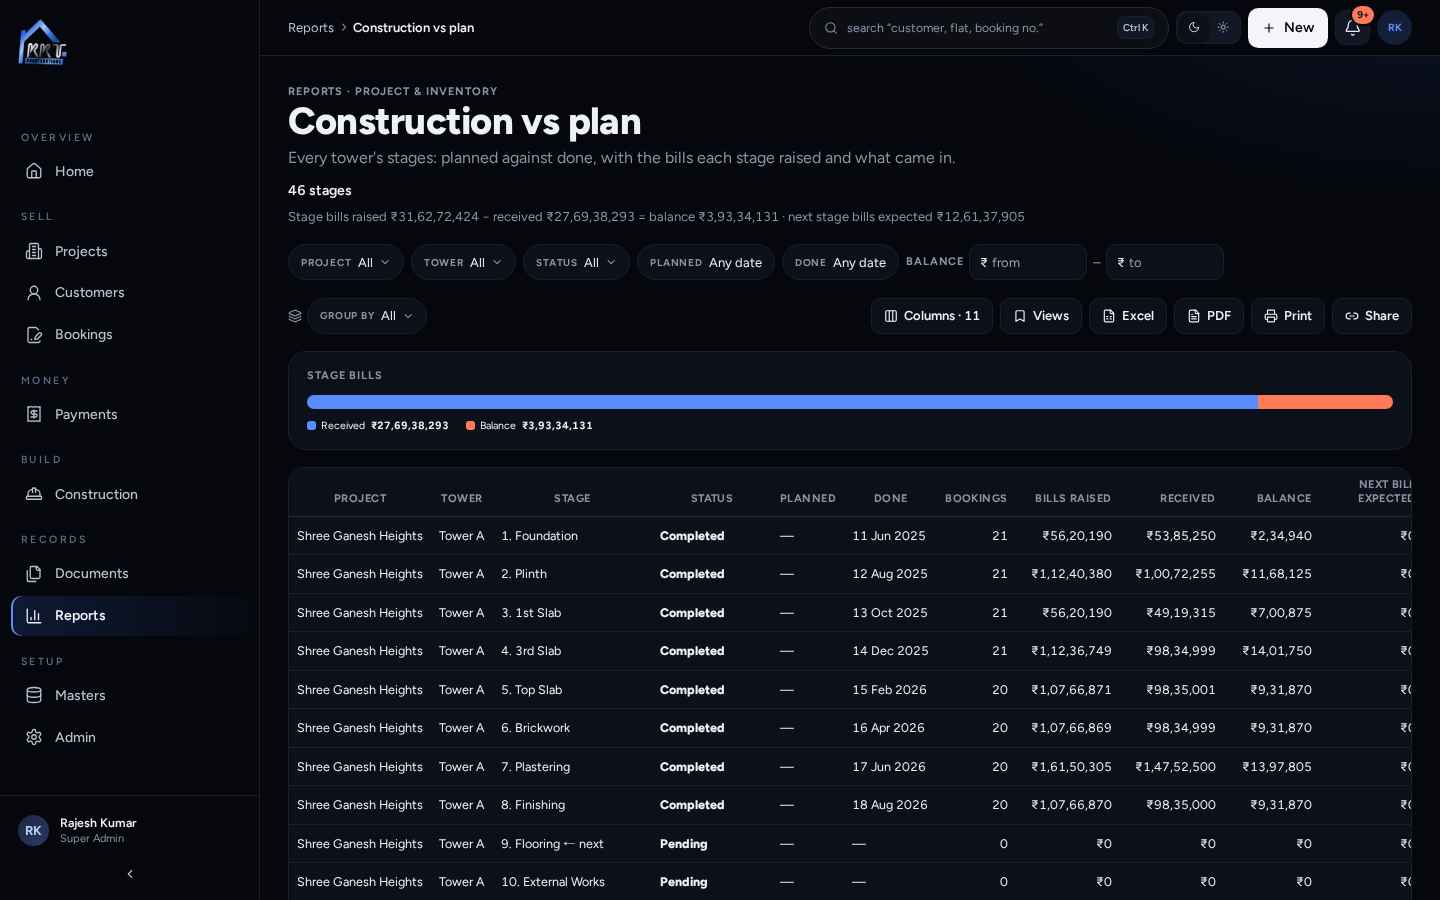 RKT
OVERVIEW
Home
SELL
Projects
Customers
Bookings
MONEY
Payments
BUILD
Construction
RECORDS
Documents
Reports
SETUP
Masters
Admin
RK
Rajesh Kumar
Super Admin
Reports > Construction vs plan
search “customer, flat, booking no.”
Ctrl K
+ New
9+
RK
REPORTS · PROJECT & INVENTORY
Construction vs plan
Every tower's stages: planned against done, with the bills each stage raised and what came in.
46 stages
Stage bills raised ₹31,62,72,424 − received ₹27,69,38,293 = balance ₹3,93,34,131 · next stage bills expected ₹12,61,37,905
PROJECT All TOWER All STATUS All PLANNED Any date DONE Any date BALANCE ₹ from – ₹ to
GROUP BY All Columns · 11 Views Excel PDF Print Share
STAGE BILLS
Received ₹27,69,38,293 Balance ₹3,93,34,131
PROJECT TOWER STAGE STATUS PLANNED DONE BOOKINGS BILLS RAISED RECEIVED BALANCE NEXT BILL EXPECTED
Shree Ganesh Heights Tower A 1. Foundation Completed — 11 Jun 2025 21 ₹56,20,190 ₹53,85,250 ₹2,34,940 ₹0
Shree Ganesh Heights Tower A 2. Plinth Completed — 12 Aug 2025 21 ₹1,12,40,380 ₹1,00,72,255 ₹11,68,125 ₹0
Shree Ganesh Heights Tower A 3. 1st Slab Completed — 13 Oct 2025 21 ₹56,20,190 ₹49,19,315 ₹7,00,875 ₹0
Shree Ganesh Heights Tower A 4. 3rd Slab Completed — 14 Dec 2025 21 ₹1,12,36,749 ₹98,34,999 ₹14,01,750 ₹0
Shree Ganesh Heights Tower A 5. Top Slab Completed — 15 Feb 2026 20 ₹1,07,66,871 ₹98,35,001 ₹9,31,870 ₹0
Shree Ganesh Heights Tower A 6. Brickwork Completed — 16 Apr 2026 20 ₹1,07,66,869 ₹98,34,999 ₹9,31,870 ₹0
Shree Ganesh Heights Tower A 7. Plastering Completed — 17 Jun 2026 20 ₹1,61,50,305 ₹1,47,52,500 ₹13,97,805 ₹0
Shree Ganesh Heights Tower A 8. Finishing Completed — 18 Aug 2026 20 ₹1,07,66,870 ₹98,35,000 ₹9,31,870 ₹0
Shree Ganesh Heights Tower A 9. Flooring ← next Pending — — 0 ₹0 ₹0 ₹0 ₹0
Shree Ganesh Heights Tower A 10. External Works Pending — — 0 ₹0 ₹0 ₹0 ₹0